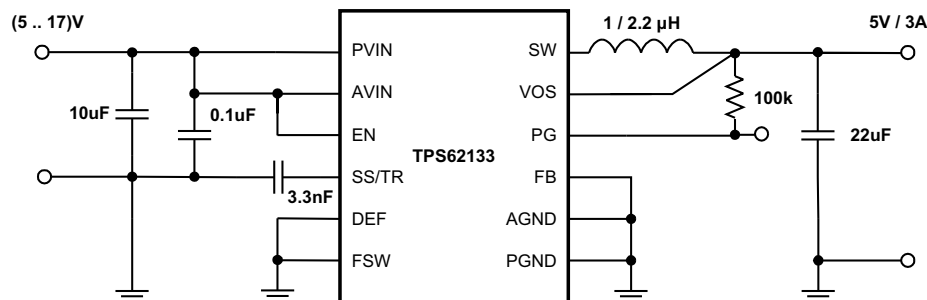 (5 .. 17)V
1 / 2.2 µH
5V / 3A
PVIN
SW
AVIN
VOS
10uF
0.1uF
100k
EN
PG
TPS62133
22uF
SS/TR
FB
3.3nF
DEF
AGND
FSW
PGND